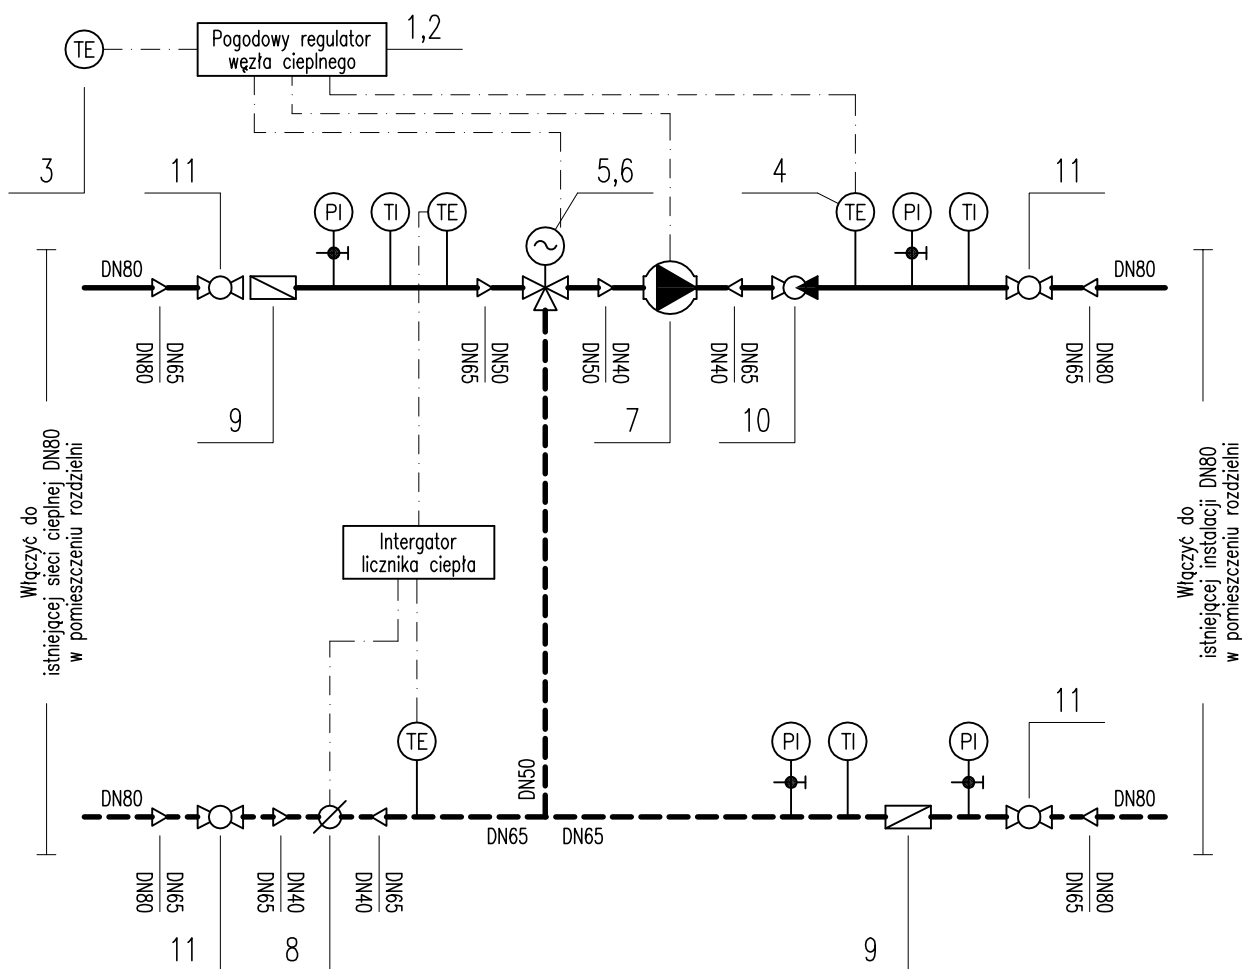 1,2
Pogodowy regulator
węzła cieplnego
TE
3
11
5,6
4
11
PI
TI
TE
TE
PI
TI
DN80
DN80
DN80
DN65
DN65
DN50
DN50
DN40
DN40
DN65
DN65
DN80
9
7
10
Włączyć do
istniejącej sieci cieplnej DN80
w pomieszczeniu rozdzielni
Intergator
licznika ciepła
Włączyć do
istniejącej instalacji DN80
w pomieszczeniu rozdzielni
11
TE
PI
TI
PI
DN50
DN80
DN80
DN65
DN65
DN80
DN65
DN65
DN40
DN40
DN65
DN65
DN80
11
8
9